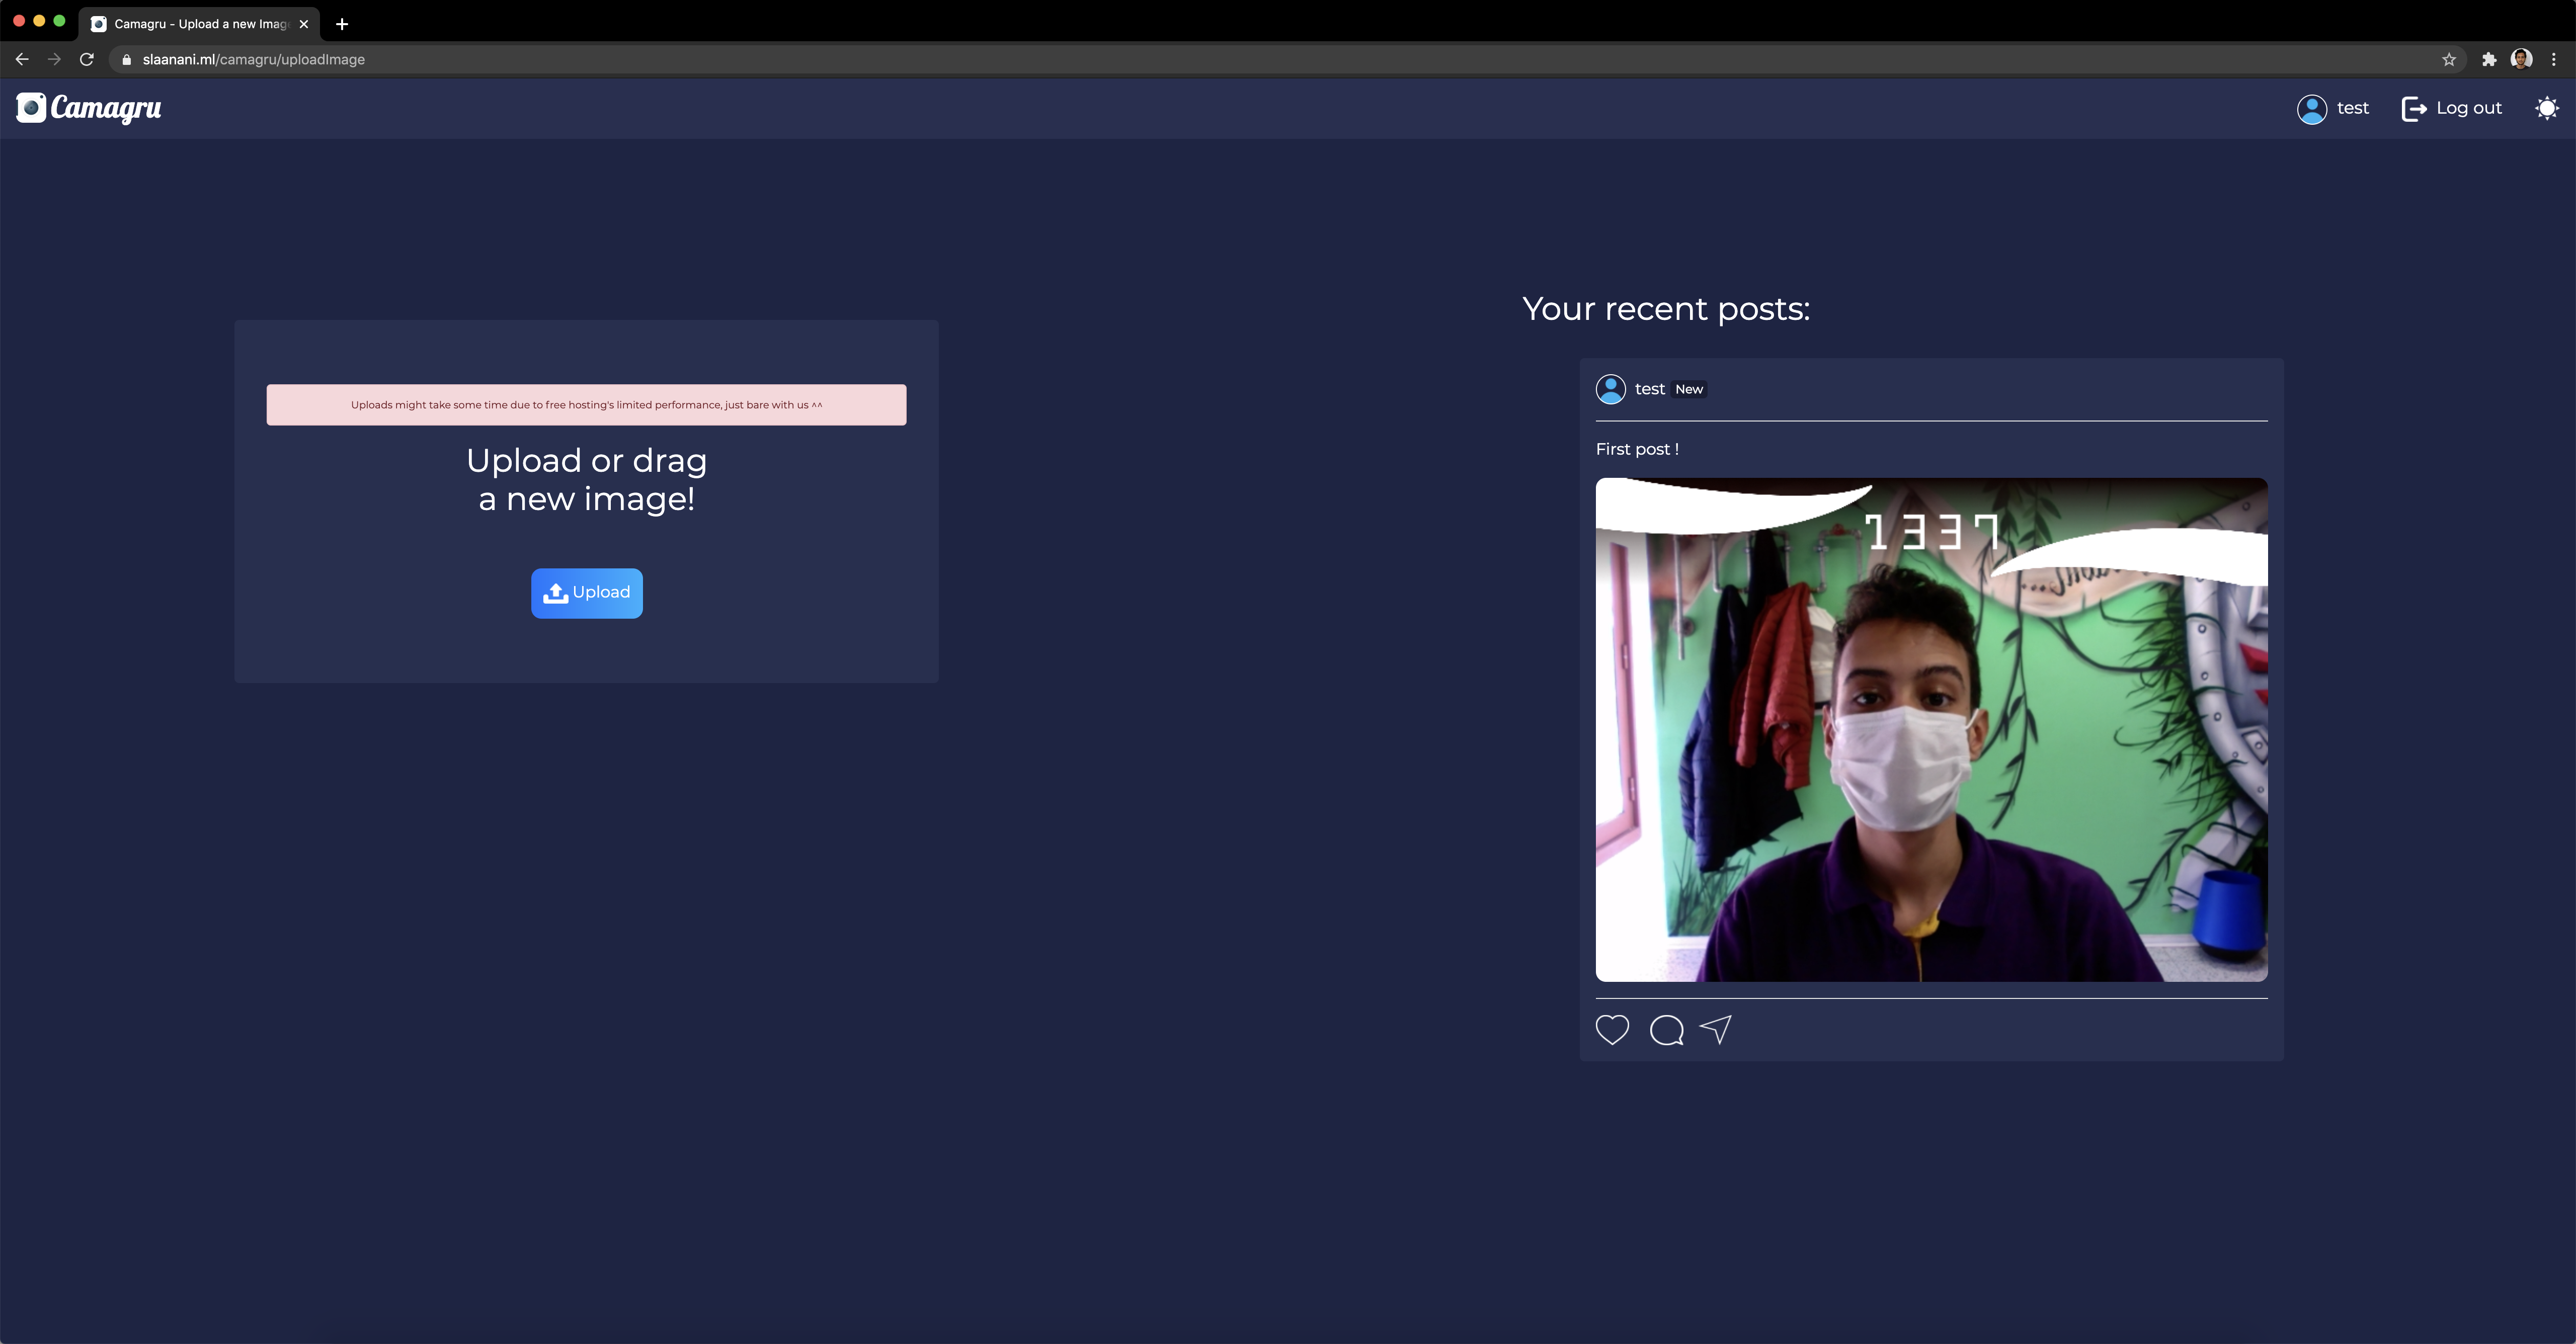 Camagru - Upload a new Imag
slaanani.ml/camagru/uploadImage
Camagru
test
Log out
Uploads might take some time due to free hosting's limited performance, just bare with us ^^
Upload or drag
a new image!
Upload
Your recent posts:
test New
First post !
1337